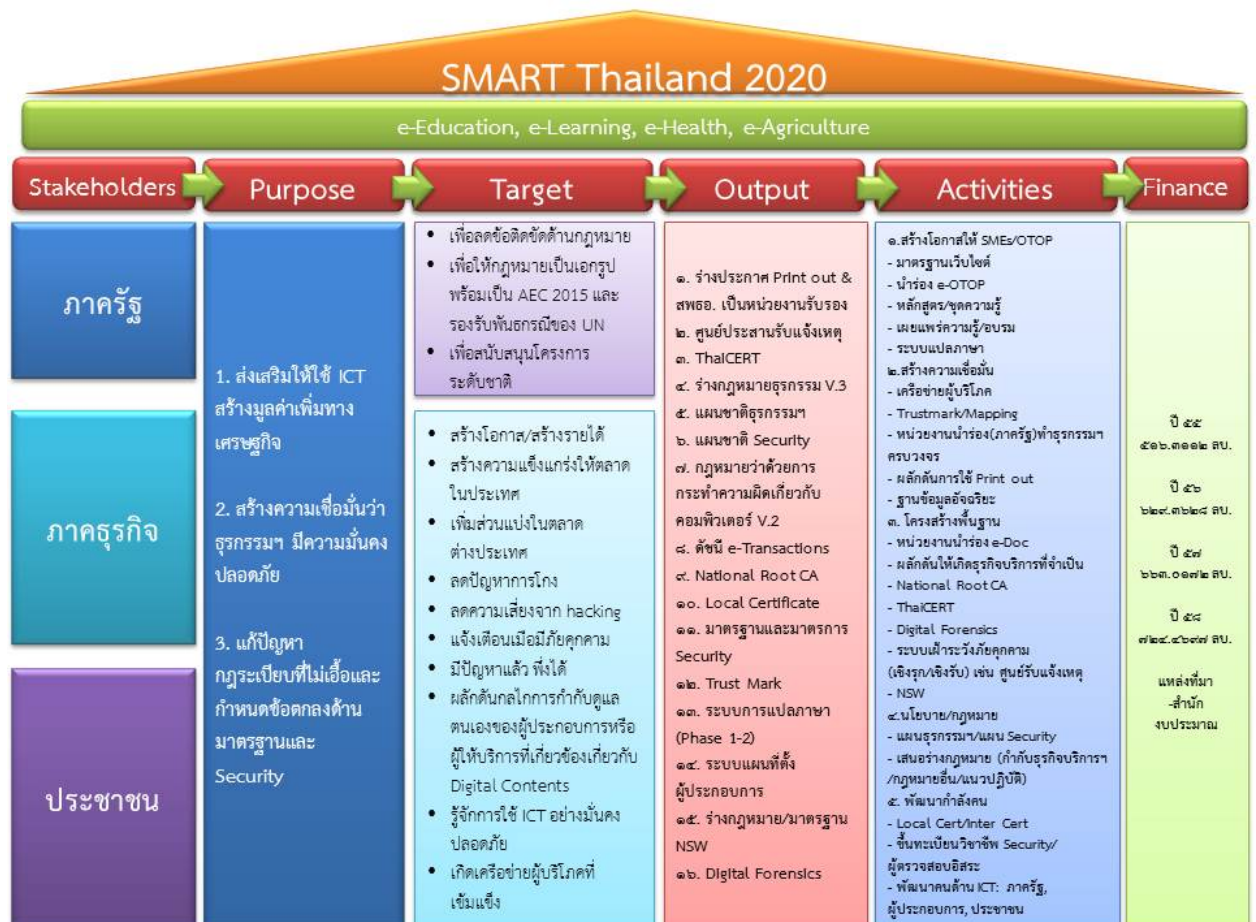 SMART Thailand 2020
e-Education, e-Learning, e-Health, e-Agriculture
Stakeholders
Purpose
Target
Output
Activities
Finance
ภาครัฐ
ภาคธุรกิจ
ประชาชน
1. ส่งเสริมให้ใช้ ICT
สร้างมูลค่าเพิ่มทาง
เศรษฐกิจ
2. สร้างความเชื่อมั่นว่า
ธุรกรรมฯ มีความมั่นคง
ปลอดภัย
3. แก้ปัญหา
กฎระเบียบที่ไม่เอื้อและ
กำหนดข้อตกลงด้าน
มาตรฐานและ
Security
• เพื่อลดข้อติดขัดด้านกฎหมาย
• เพื่อให้กฎหมายเป็นเอกรูป
พร้อมเป็น AEC 2015 และ
รองรับพันธกรณีของ UN
• เพื่อสนับสนุนโครงการ
ระดับชาติ
• สร้างโอกาส/สร้างรายได้
• สร้างความแข็งแกร่งให้ตลาด
ในประเทศ
• เพิ่มส่วนแบ่งในตลาด
ต่างประเทศ
• ลดปัญหาการโกง
• ลดความเสี่ยงจาก hacking
• แจ้งเตือนเมื่อมีภัยคุกคาม
• มีปัญหาแล้ว พึ่งได้
• ผลักดันกลไกการกำกับดูแล
ตนเองของผู้ประกอบการหรือ
ผู้ให้บริการที่เกี่ยวข้องเกี่ยวกับ
Digital Contents
• รู้จักการใช้ ICT อย่างมั่นคง
ปลอดภัย
• เกิดเครือข่ายผู้บริโภคที่
เข้มแข็ง
๑. ร่างประกาศ Print out &
สพธอ. เป็นหน่วยงานรับรอง
๒. ศูนย์ประสานรับแจ้งเหตุ
๓. ThaiCERT
๔. ร่างกฎหมายธุรกรรม V.3
๕. แผนชาติธุรกรรมฯ
๖. แผนชาติ Security
๗. กฎหมายว่าด้วยการ
กระทำความผิดเกี่ยวกับ
คอมพิวเตอร์ V.2
๘. ดัชนี e-Transactions
๙. National Root CA
๑๐. Local Certificate
๑๑. มาตรฐานและมาตรการ
Security
๑๒. Trust Mark
๑๓. ระบบการแปลภาษา
(Phase 1-2)
๑๔. ระบบแผนที่ตั้ง
ผู้ประกอบการ
๑๕. ร่างกฎหมาย/มาตรฐาน
NSW
๑๖. Digital Forensics
๑.สร้างโอกาสให้ SMEs/OTOP
- มาตรฐานเว็บไซต์
- นำร่อง e-OTOP
- หลักสูตร/ชุดความรู้
- เผยแพร่ความรู้/อบรม
- ระบบแปลภาษา
๒.สร้างความเชื่อมั่น
- เครือข่ายผู้บริโภค
- Trustmark/Mapping
- หน่วยงานนำร่อง(ภาครัฐ)ทำธุรกรรมฯ
ครบวงจร
- ผลักดันการใช้ Print out
- ฐานข้อมูลอัจฉริยะ
๓. โครงสร้างพื้นฐาน
- หน่วยงานนำร่อง e-Doc
- ผลักดันให้เกิดธุรกิจบริการที่จำเป็น
- National Root CA
- ThaiCERT
- Digital Forensics
- ระบบเฝ้าระวังภัยคุกคาม
(เชิงรุก/เชิงรับ) เช่น ศูนย์รับแจ้งเหตุ
- NSW
๔.นโยบาย/กฎหมาย
- แผนธุรกรรมฯ/แผน Security
- เสนอร่างกฎหมาย (กำกับธุรกิจบริการฯ
/กฎหมายอื่น/แนวปฏิบัติ)
๕. พัฒนากำลังคน
- Local Cert/Inter Cert
- ขึ้นทะเบียนวิชาชีพ Security/
ผู้ตรวจสอบอิสระ
- พัฒนาคนด้าน ICT: ภาครัฐ,
ผู้ประกอบการ, ประชาชน
ปี ๕๕
๕๑๖.๓๑๑๒ ลบ.
ปี ๕๖
๖๒๙.๓๖๒๘ ลบ.
ปี ๕๗
๖๖๓.๐๑๗๒ ลบ.
ปี ๕๘
๗๒๔.๔๖๙๗ ลบ.
แหล่งที่มา
-สำนัก
งบประมาณ